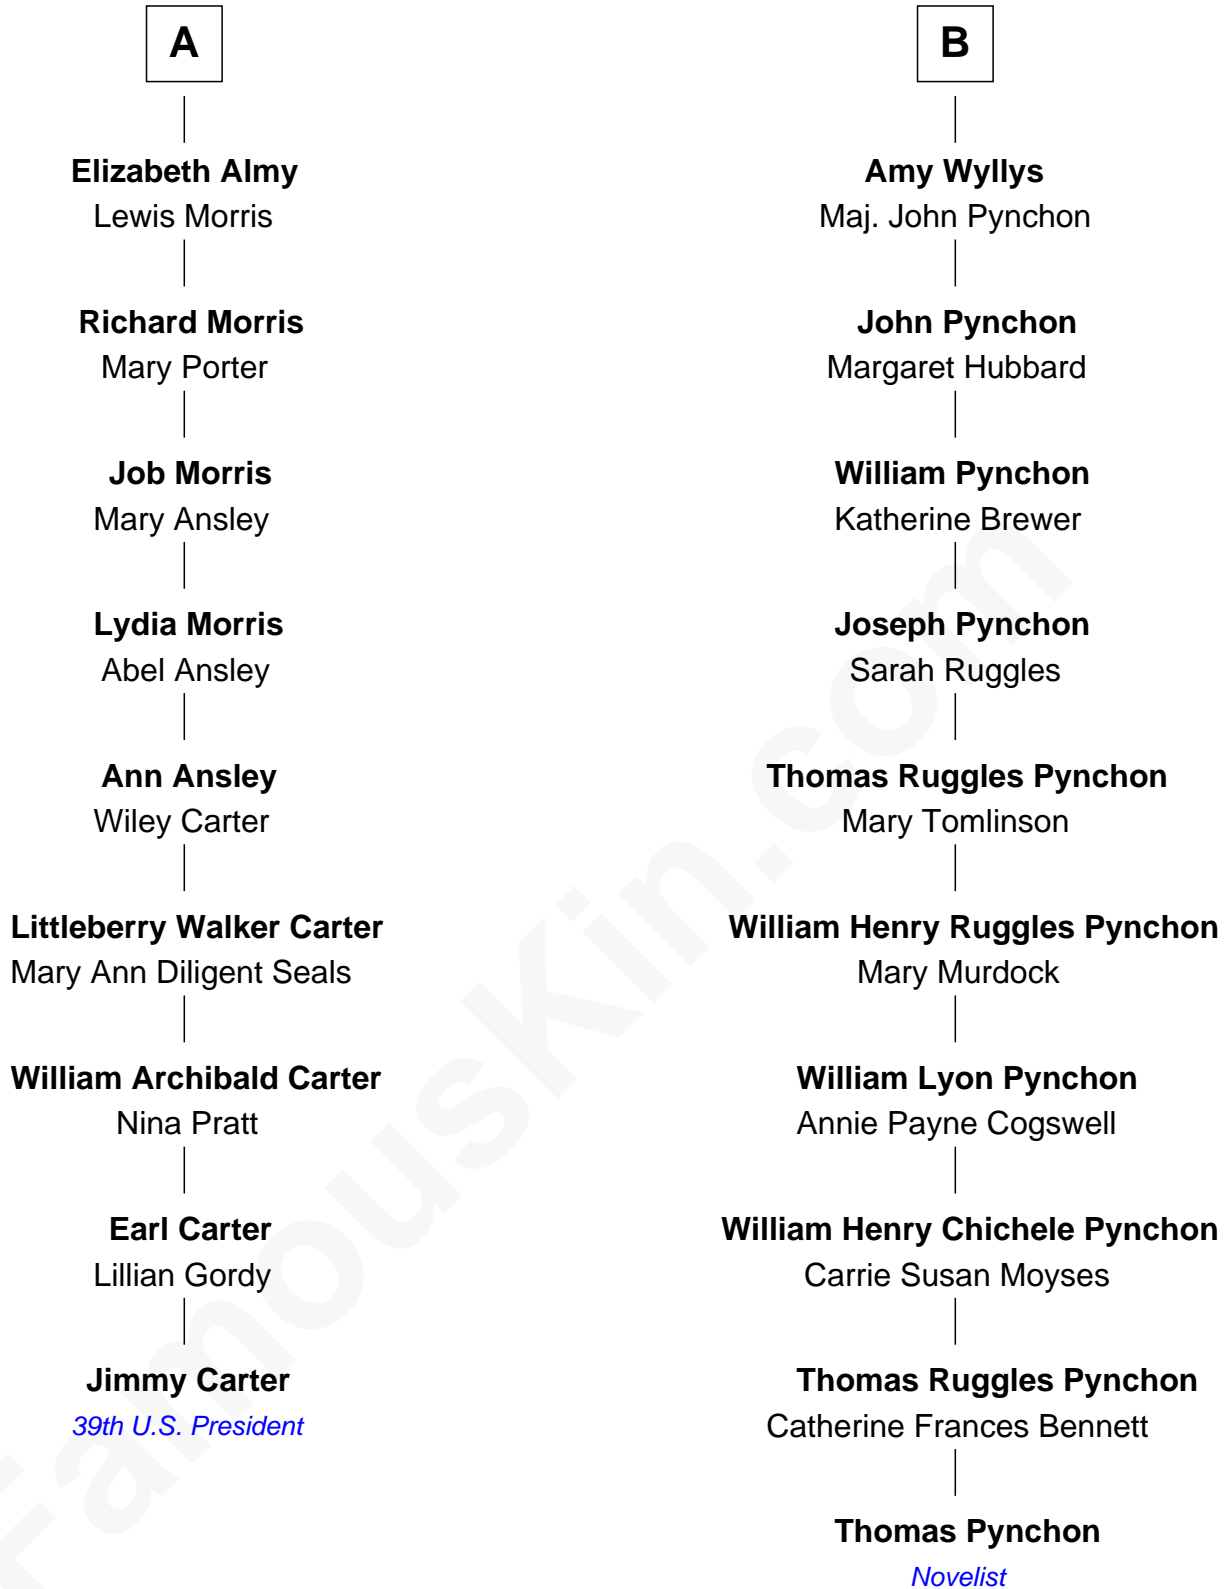 A
Elizabeth Almy
Lewis Morris
Richard Morris
Mary Porter
Job Morris
Mary Ansley
Lydia Morris
Abel Ansley
Ann Ansley
Wiley Carter
Littleberry Walker Carter
Mary Ann Diligent Seals
William Archibald Carter
Nina Pratt
Earl Carter
Lillian Gordy
Jimmy Carter
39th U.S. President
B
Amy Wyllys
Maj. John Pynchon
John Pynchon
Margaret Hubbard
William Pynchon
Katherine Brewer
Joseph Pynchon
Sarah Ruggles
Thomas Ruggles Pynchon
Mary Tomlinson
William Henry Ruggles Pynchon
Mary Murdock
William Lyon Pynchon
Annie Payne Cogswell
William Henry Chichele Pynchon
Carrie Susan Moyses
Thomas Ruggles Pynchon
Catherine Frances Bennett
Thomas Pynchon
Novelist
FamousKin.com